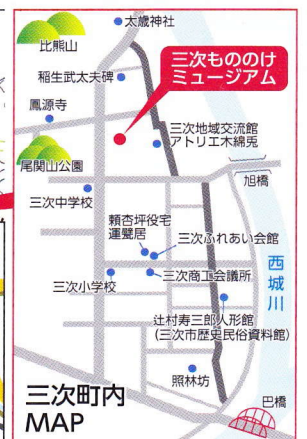 太歳神社
比熊山
三次もののけ
ミュージアム
稲生武太夫碑
鳳源寺
三次地域交流館
アトリエ木綿兎
尾関山公園
旭橋
三次中学校
頼杏坪役宅
運甓居
三次ふれあい会館
西城川
三次小学校
三次商工会議所
辻村寿三郎人形館
(三次市歴史民俗資料館)
照林坊
三次町内
MAP
巴橋